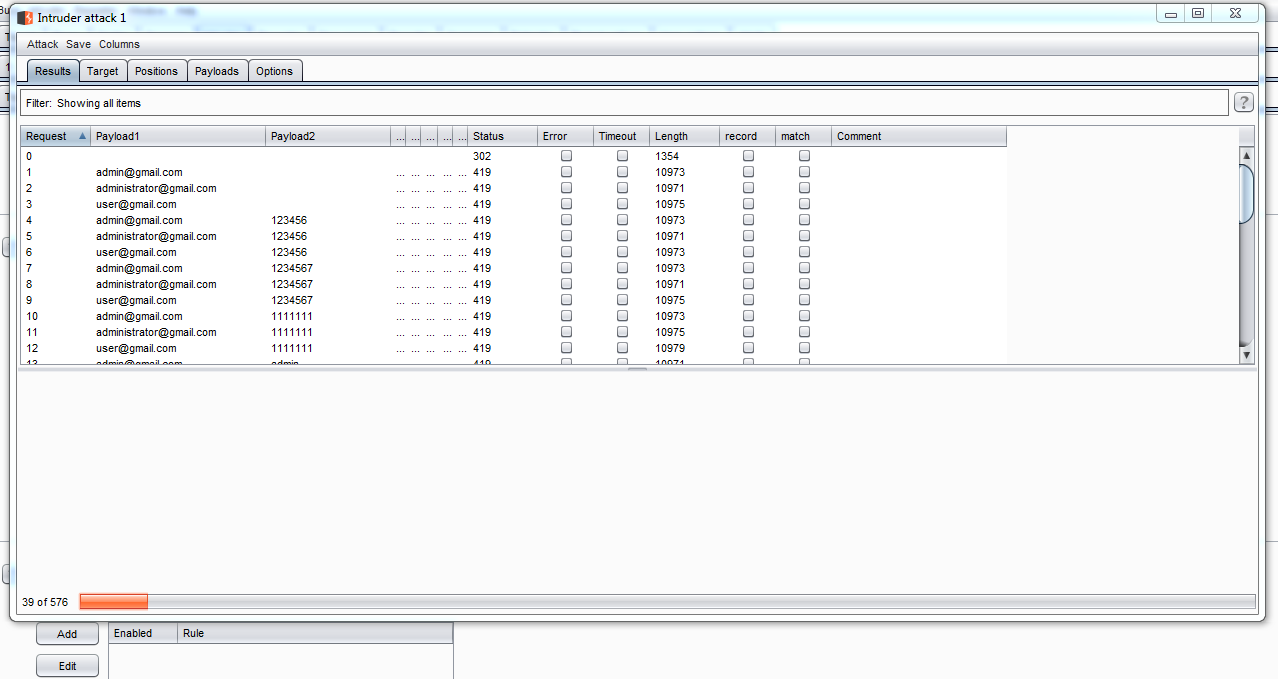 Intruder attack 1
Attack Save Columns
Results Target Positions Payloads Options
Filter: Showing all items ?
Request Payload1 Payload2 ... ... ... ... ... Status Error Timeout Length record match Comment
0 302 1354
1 admin@gmail.com ... ... ... ... ... 419 10973
2 administrator@gmail.com ... ... ... ... ... 419 10971
3 user@gmail.com ... ... ... ... ... 419 10975
4 admin@gmail.com 123456 ... ... ... ... ... 419 10973
5 administrator@gmail.com 123456 ... ... ... ... ... 419 10971
6 user@gmail.com 123456 ... ... ... ... ... 419 10973
7 admin@gmail.com 1234567 ... ... ... ... ... 419 10973
8 administrator@gmail.com 1234567 ... ... ... ... ... 419 10971
9 user@gmail.com 1234567 ... ... ... ... ... 419 10975
10 admin@gmail.com 1111111 ... ... ... ... ... 419 10973
11 administrator@gmail.com 1111111 ... ... ... ... ... 419 10975
12 user@gmail.com 1111111 ... ... ... ... ... 419 10979
13 admin@gmail.com admin 419 10971
39 of 576
Add Enabled Rule
Edit